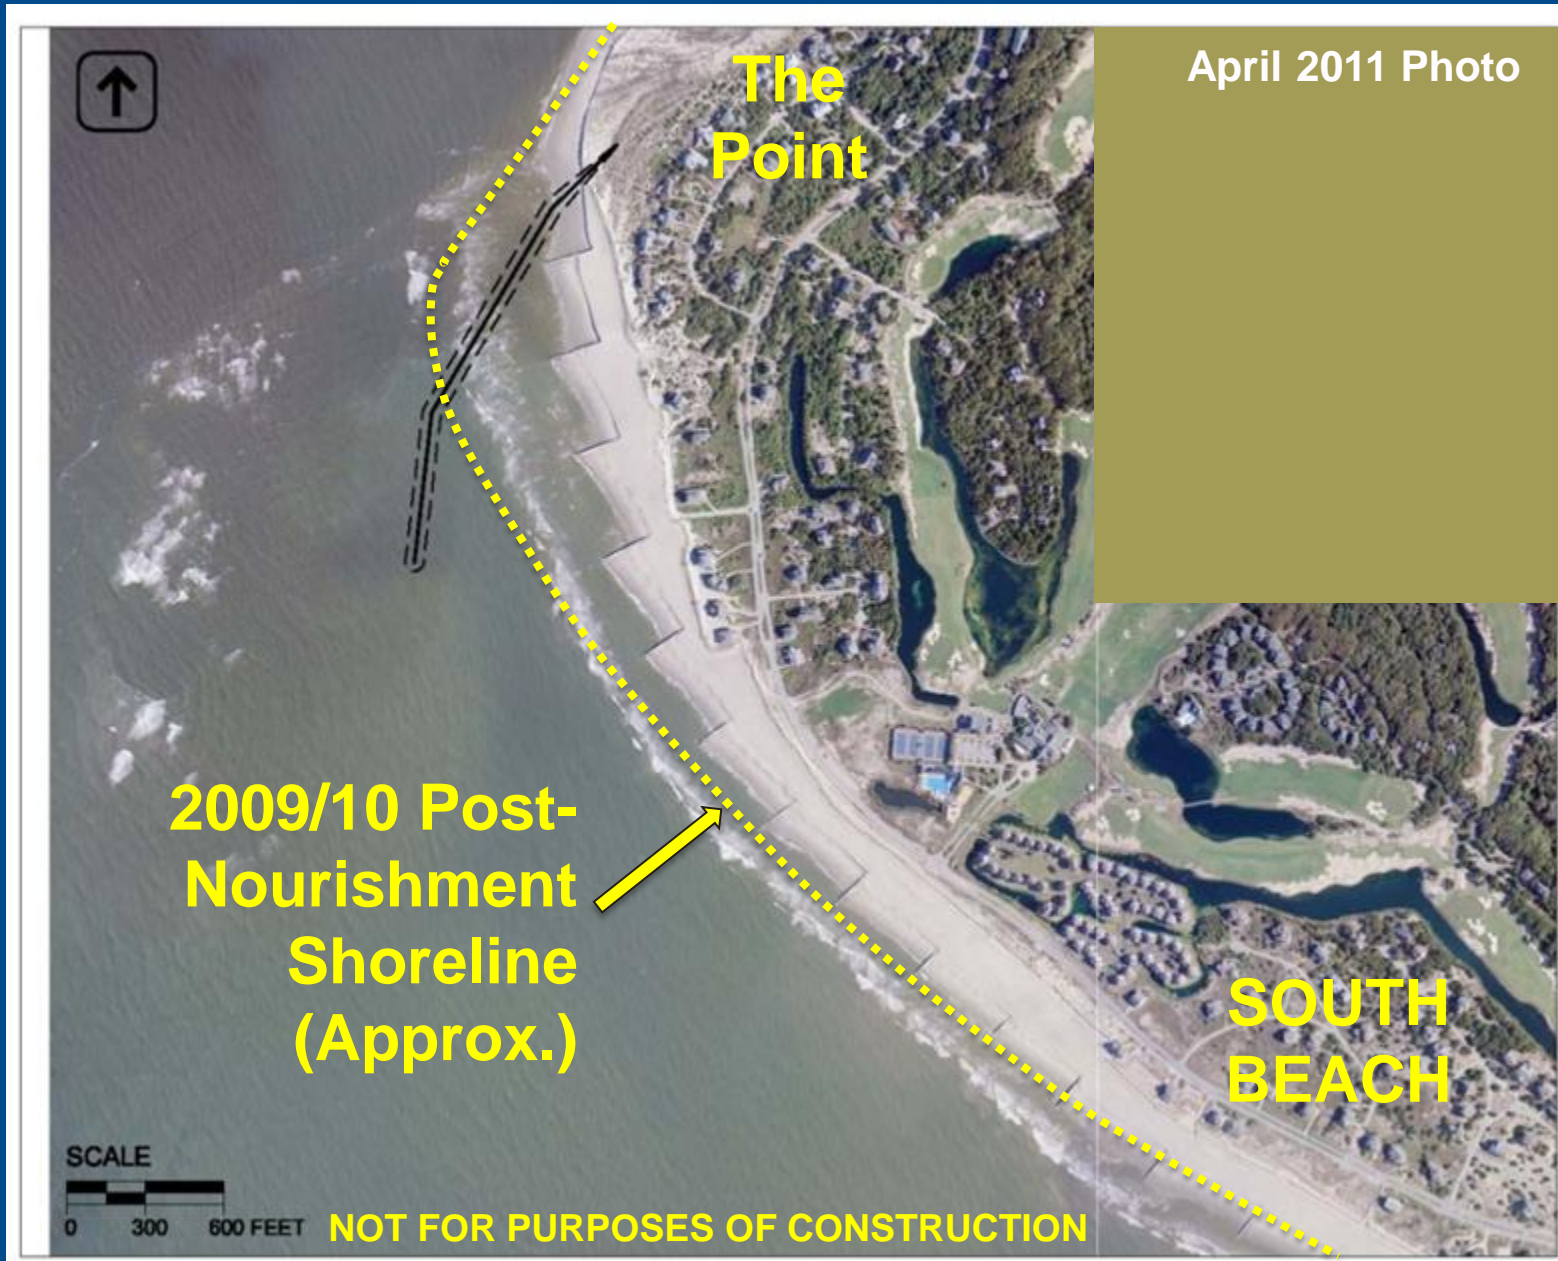 The
Point
April 2011 Photo
2009/10 Post-
Nourishment
Shoreline
(Approx.)
SOUTH
BEACH
SCALE
0 300 600 FEET
NOT FOR PURPOSES OF CONSTRUCTION